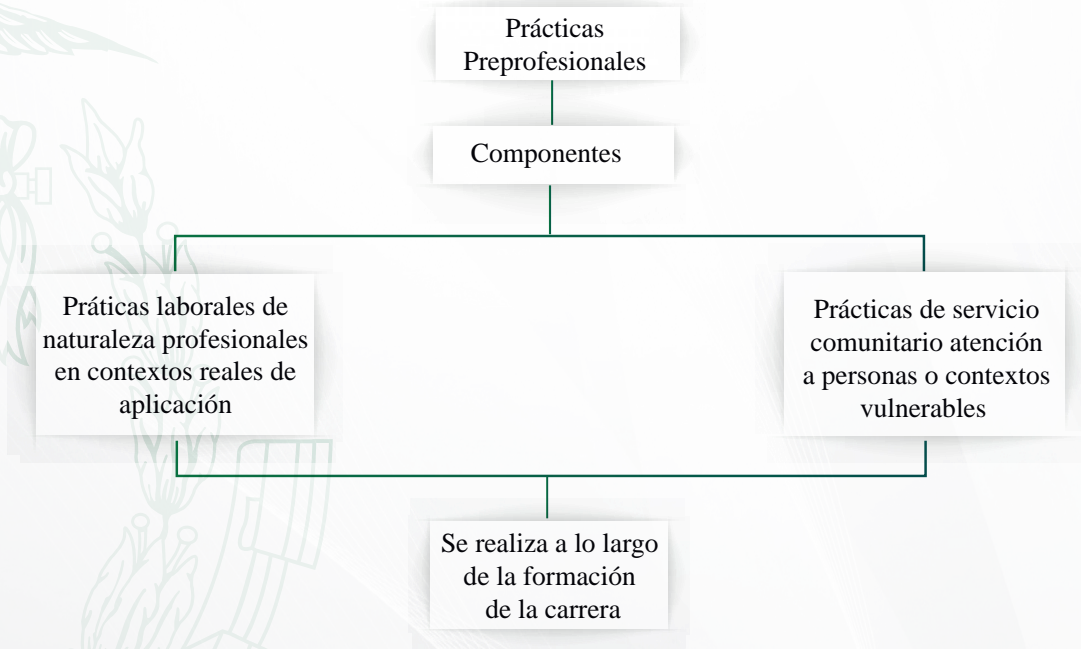 Prácticas
Preprofesionales
Componentes
Práticas laborales de
naturaleza profesionales
en contextos reales de
aplicación
Prácticas de servicio
comunitario atención
a personas o contextos
vulnerables
Se realiza a lo largo
de la formación
de la carrera